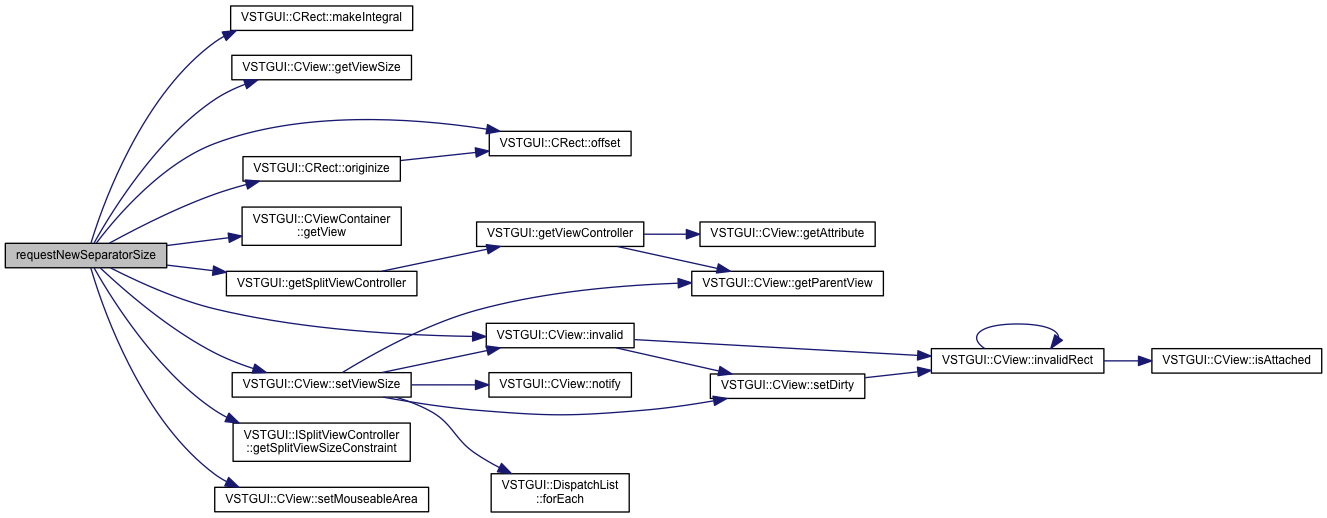 requestNewSeparatorSize
VSTGUI::CRect::makeIntegral
VSTGUI::CView::getViewSize
VSTGUI::CRect::offset
VSTGUI::CRect::originize
VSTGUI::CViewContainer
::getView
VSTGUI::getSplitViewController
VSTGUI::getViewController
VSTGUI::CView::getAttribute
VSTGUI::CView::getParentView
VSTGUI::CView::invalid
VSTGUI::CView::invalidRect
VSTGUI::CView::isAttached
VSTGUI::CView::setViewSize
VSTGUI::CView::notify
VSTGUI::CView::setDirty
VSTGUI::ISplitViewController
::getSplitViewSizeConstraint
VSTGUI::DispatchList
::forEach
VSTGUI::CView::setMouseableArea